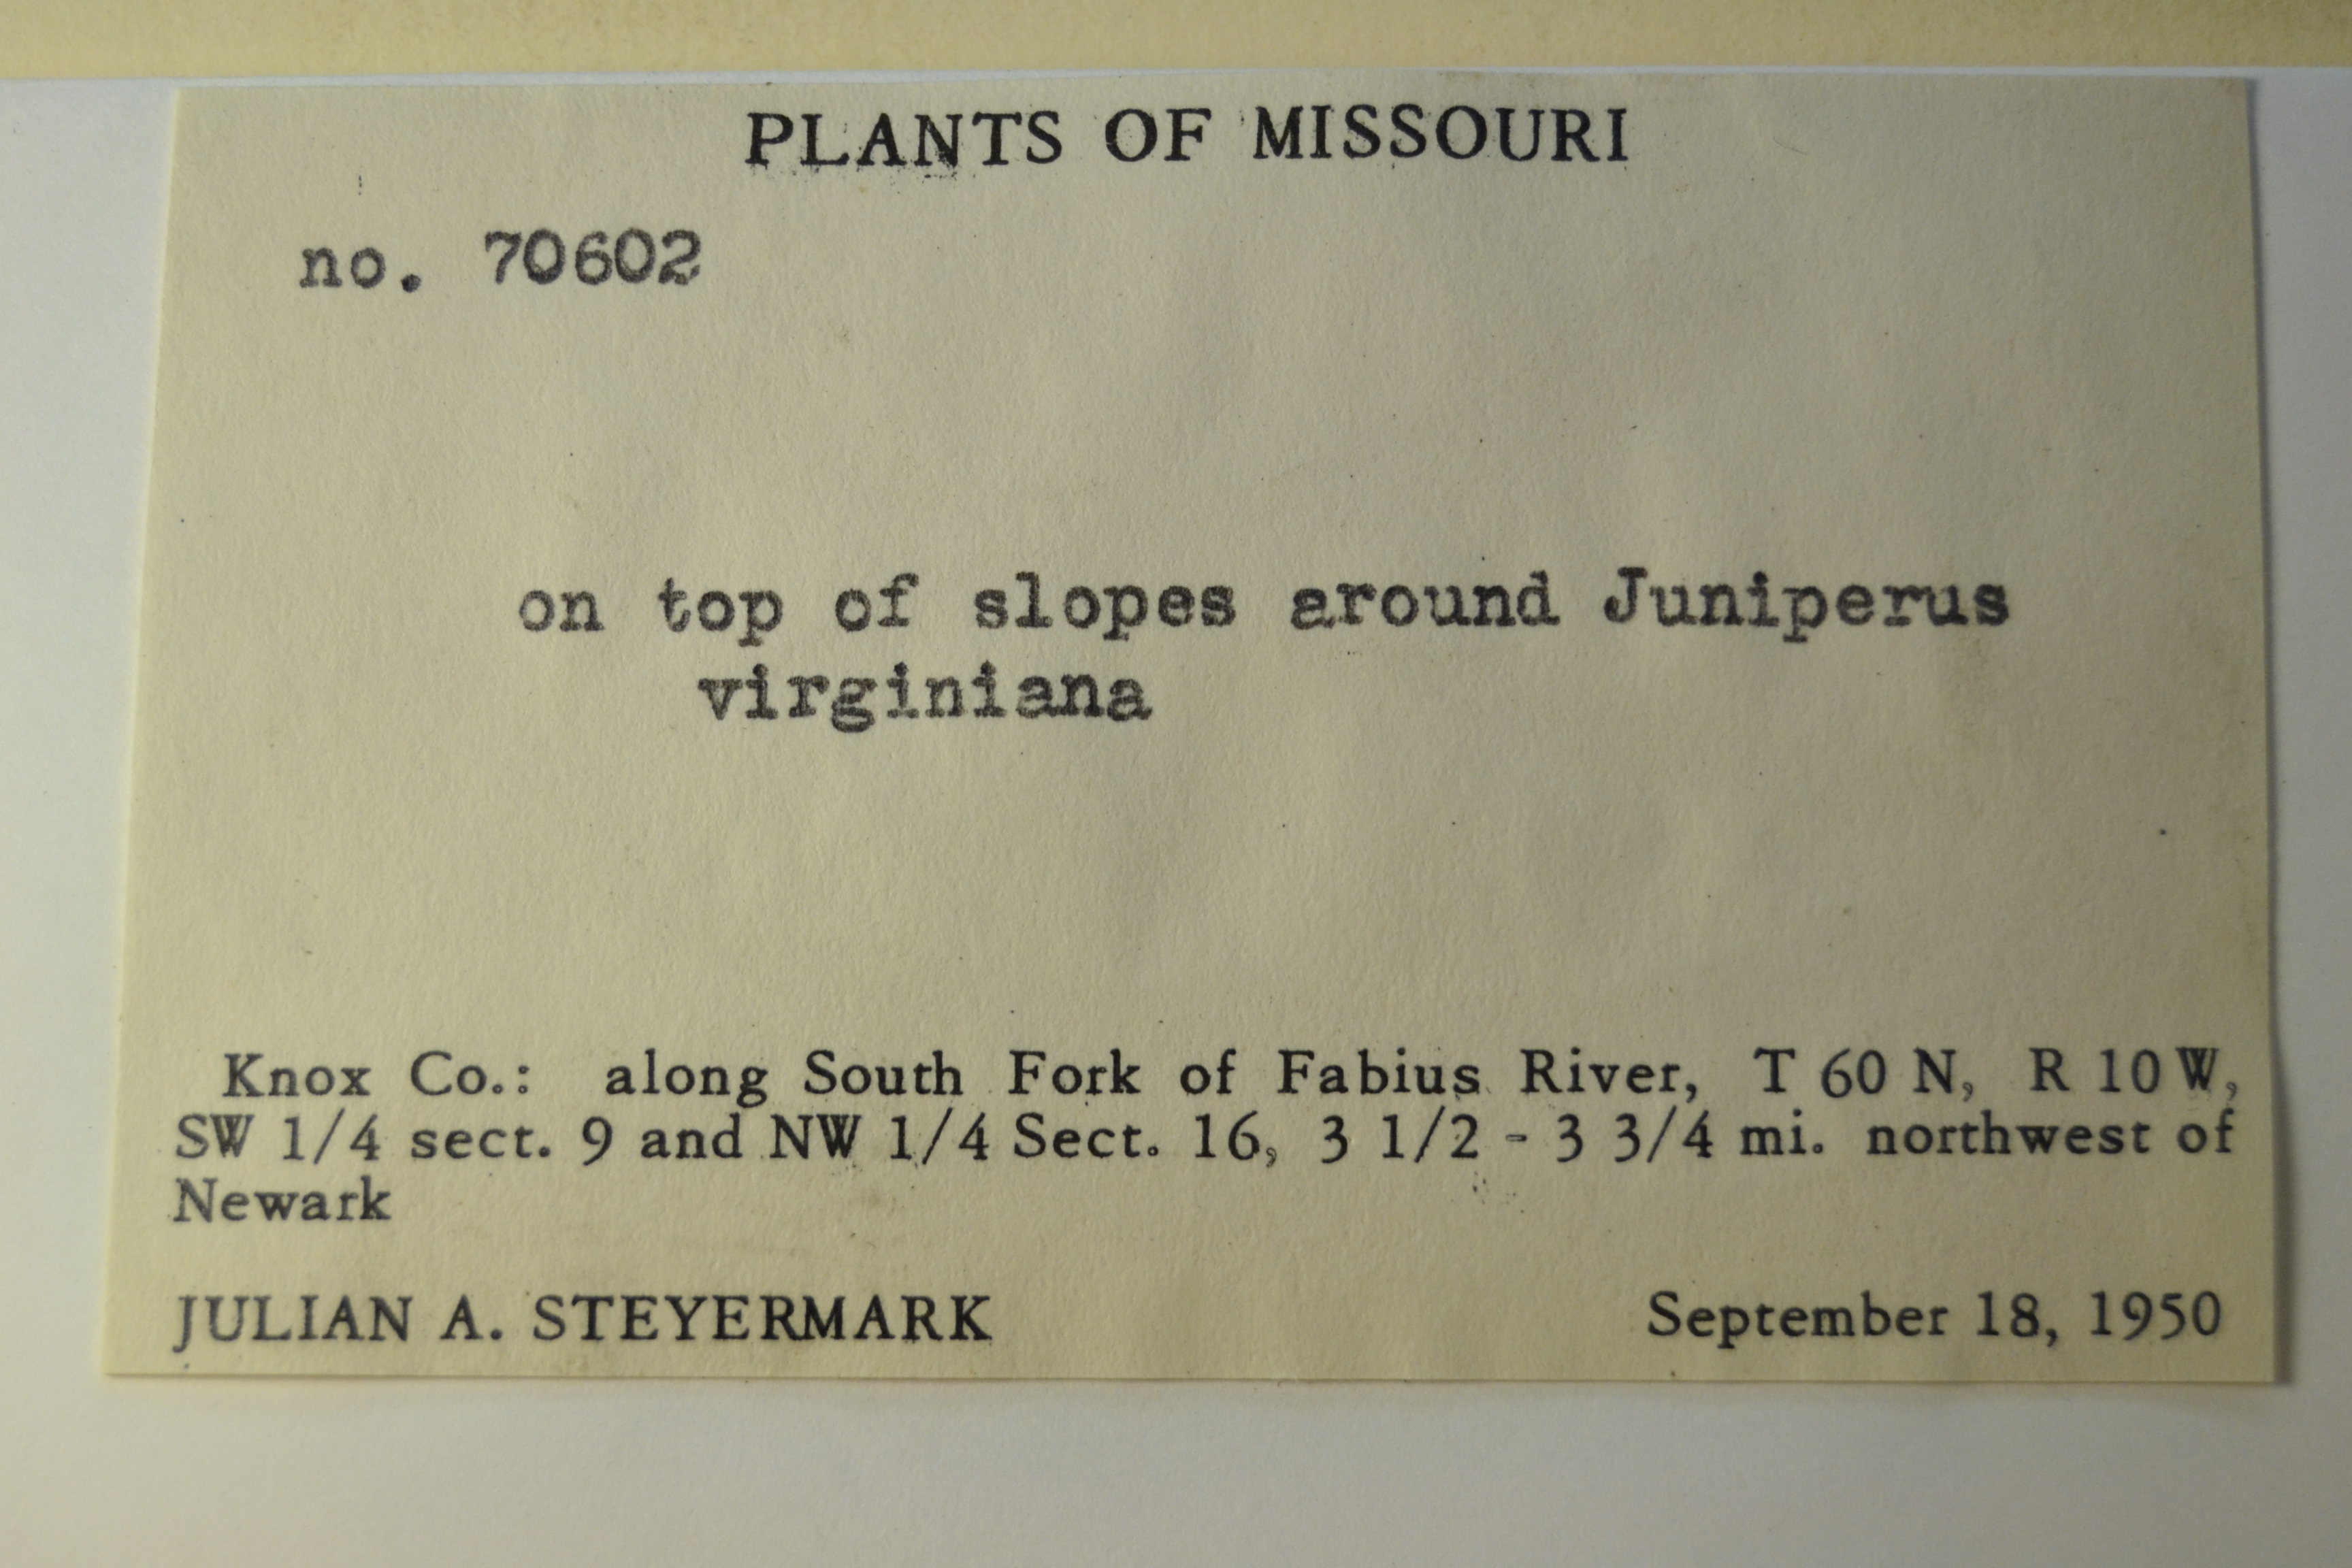 PLANTS OF MISSOURI
no. 70602
on top of slopes around Juniperus
virginiana
Knox Co.: along South Fork of Fabius River, T 60 N, R 10 W,
SW 1/4 sect. 9 and NW 1/4 Sect. 16, 3 1/2 - 3 3/4 mi. northwest of
Newark
JULIAN A. STEYERMARK September 18, 1950